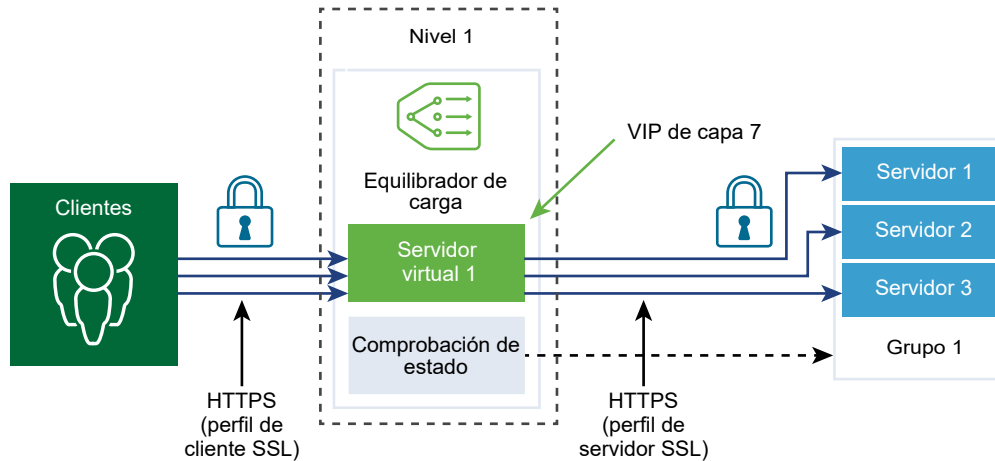 Nivel 1
Equilibrador de
carga
Servidor
virtual 1
Comprobación de
estado
Clientes
HTTPS
(perfil de
cliente SSL)
VIP de capa 7
HTTPS
(perfil de
servidor SSL)
Servidor 1
Servidor 2
Servidor 3
Grupo 1